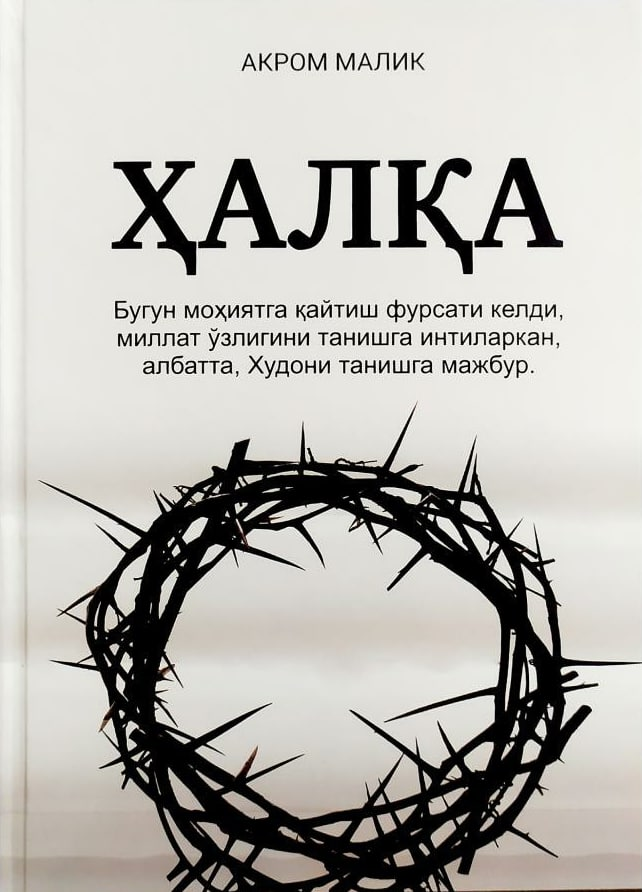 АКРОМ МАЛИК
ҲАЛҚА
Бугун моҳиятга қайтиш фурсати келди,
миллат ўзлигини танишга интиларкан,
албатта, Худони танишга мажбур.